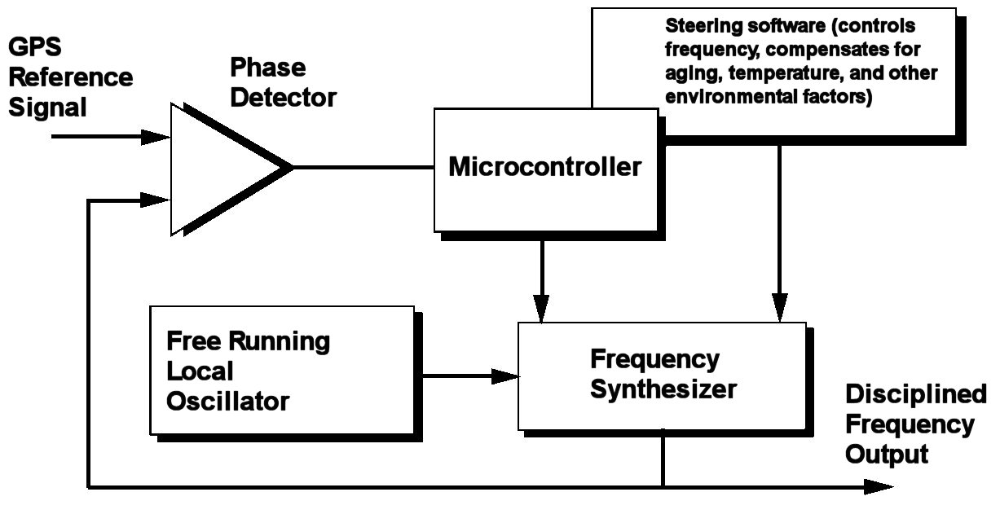 GPS
Reference
Signal
Phase
Detector
Steering software (controls
frequency, compensates for
aging, temperature, and other
environmental factors)
Microcontroller
Free Running
Local
Oscillator
Frequency
Synthesizer
Disciplined
Frequency
Output